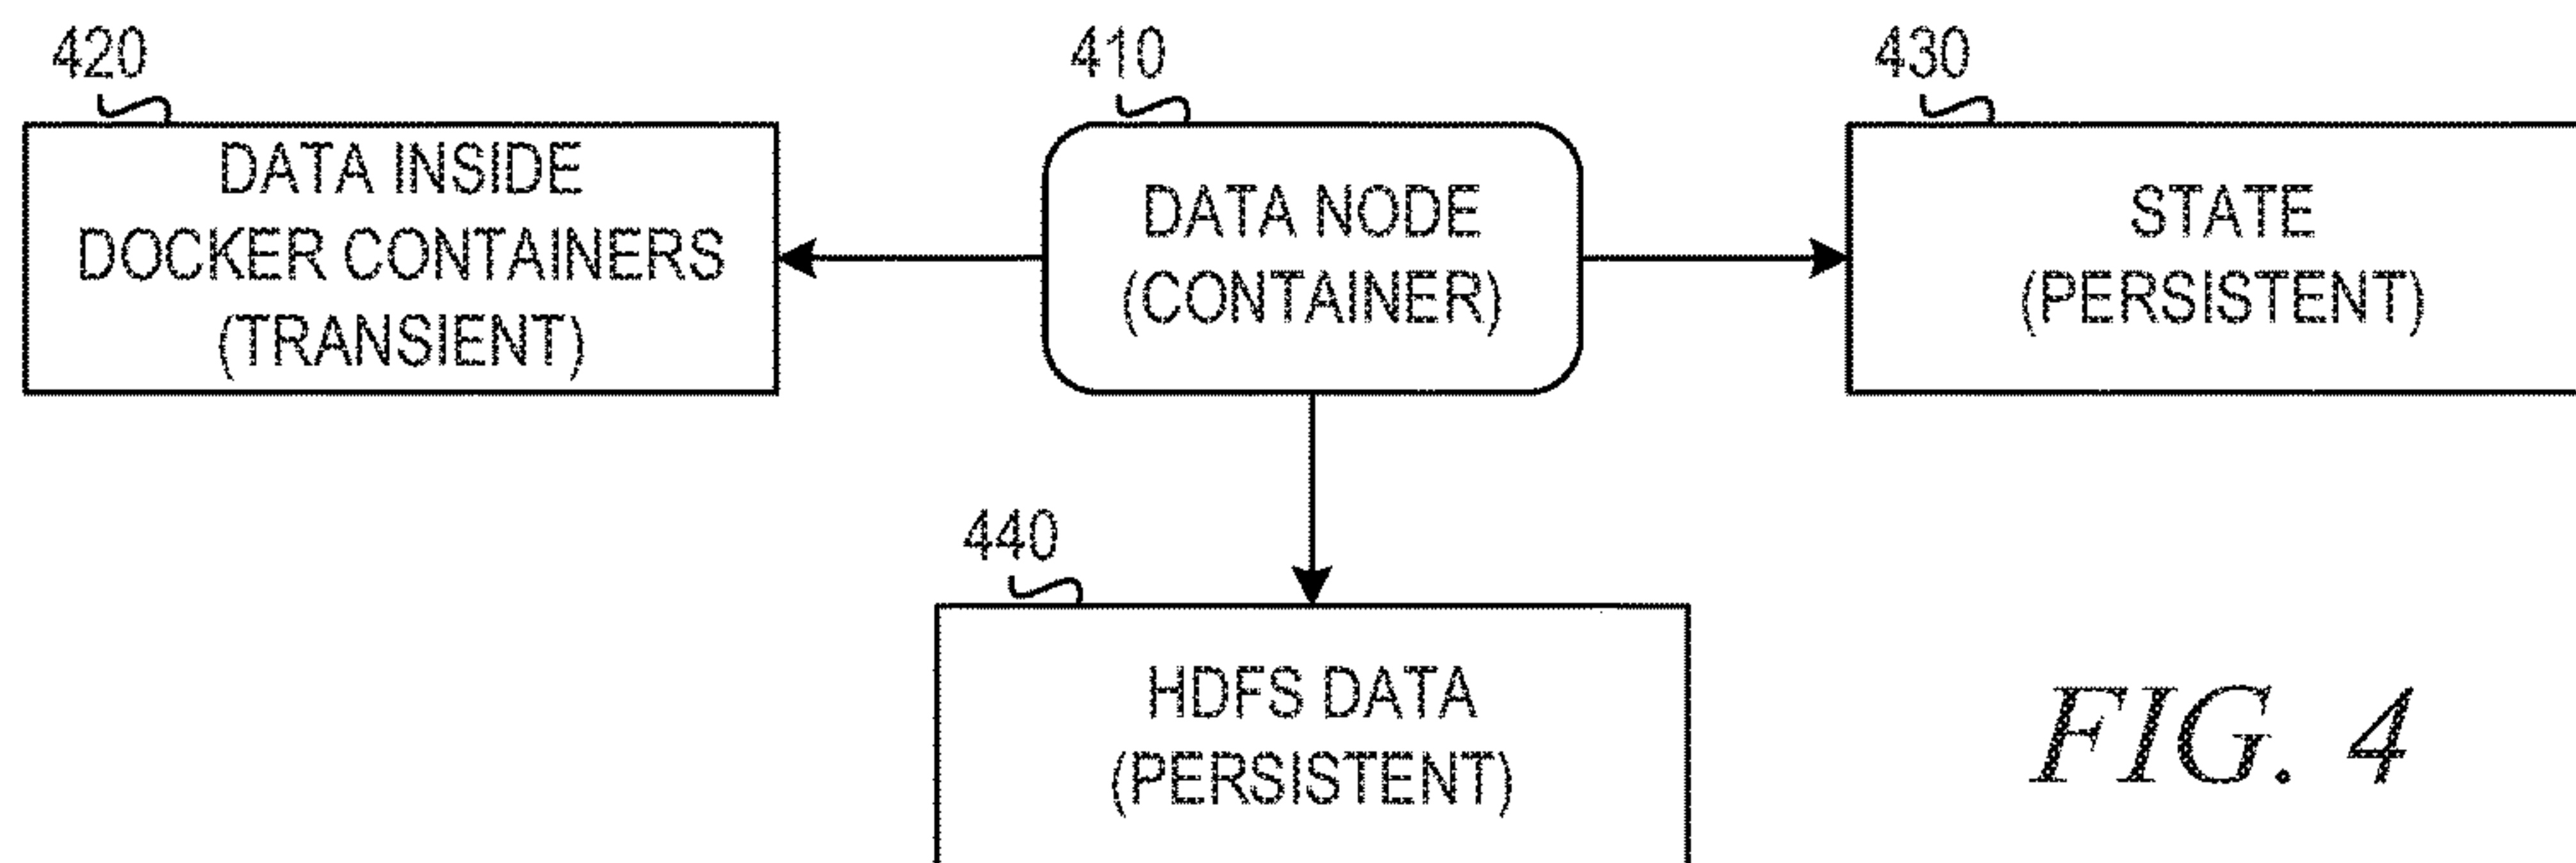 420
DATA INSIDE
DOCKER CONTAINERS
(TRANSIENT)
410
DATA NODE
(CONTAINER)
430
STATE
(PERSISTENT)
440
HDFS DATA
(PERSISTENT)
FIG. 4